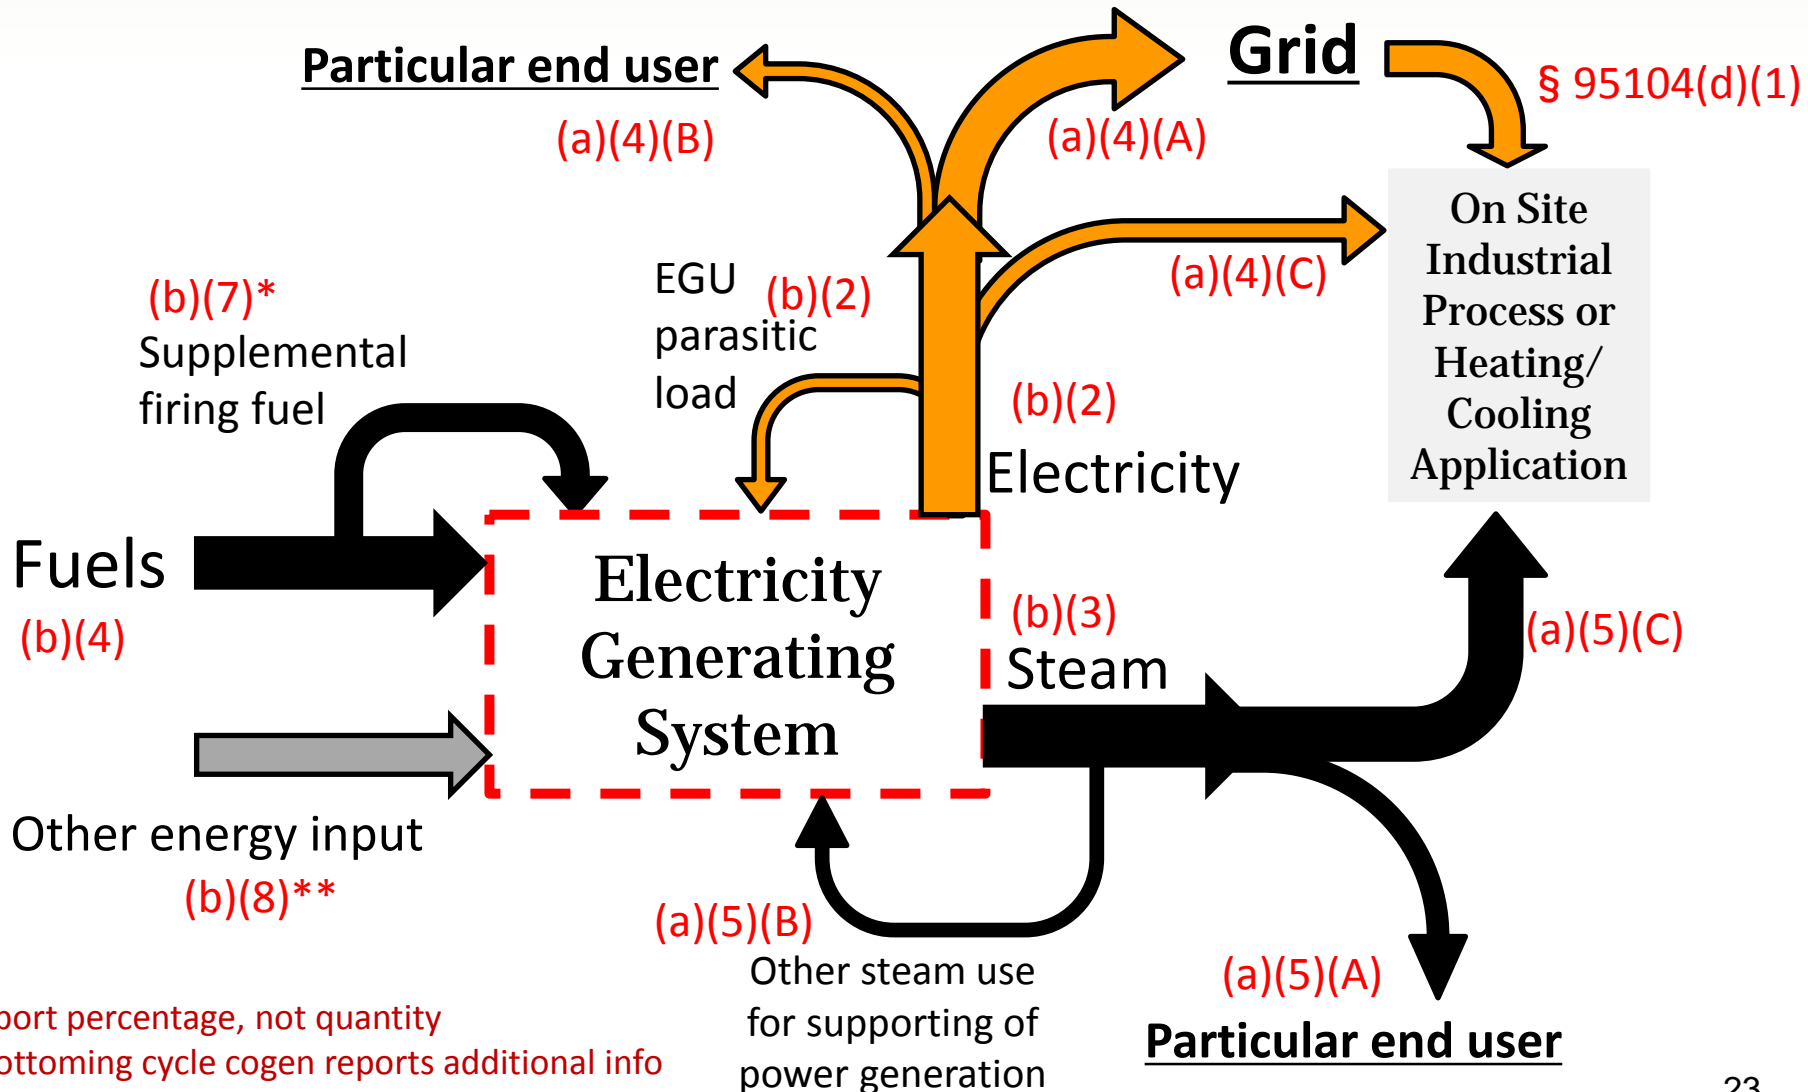 Particular end user
(a)(4)(B)
(a)(4)(A)
Grid
§ 95104(d)(1)
On Site
Industrial
Process or
Heating/
Cooling
Application
(a)(4)(C)
EGU
parasitic
load
(b)(2)
(b)(7)*
Supplemental
firing fuel
(b)(2)
Electricity
Fuels
(b)(4)
Electricity
Generating
System
(b)(3)
Steam
(a)(5)(C)
Other energy input
(b)(8)**
(a)(5)(B)
Other steam use
for supporting of
power generation
(a)(5)(A)
Particular end user
percentage, not quantity
cycle cogen reports additional info